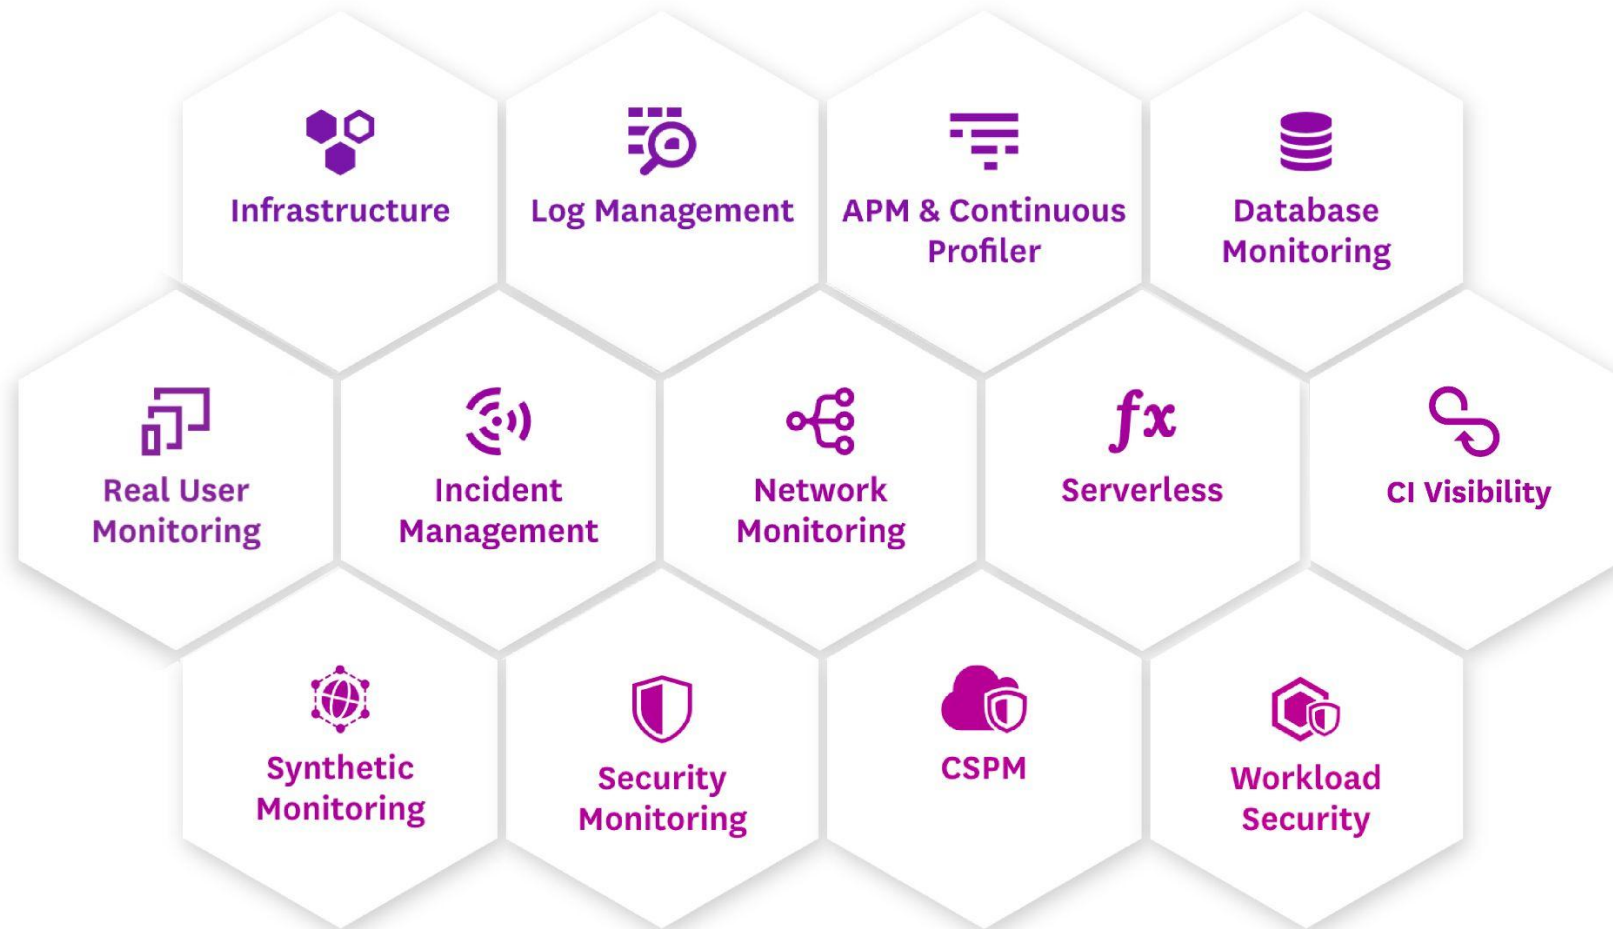 Infrastructure
Log Management
APM & Continuous
Profiler
Database
Monitoring
Real User
Monitoring
Incident
Management
Network
Monitoring
fx
Serverless
CI Visibility
Synthetic
Monitoring
Security
Monitoring
CSPM
Workload
Security